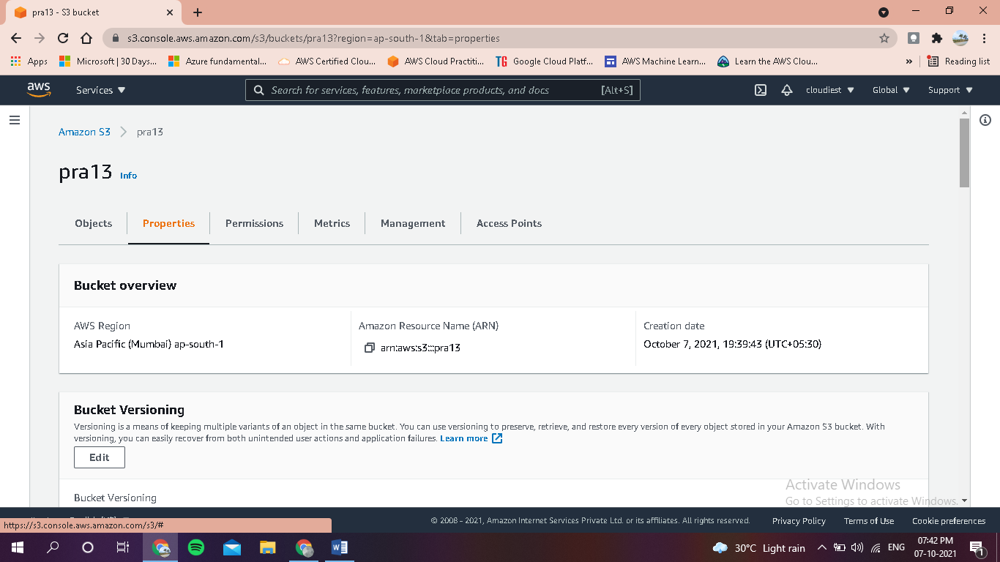 pra13 - S3 bucket
s3.console.aws.amazon.com/s3/buckets/pra13?region=ap-south-1&tab=properties
Apps Microsoft | 30 Days... Azure fundamental... AWS Certified Clou... AWS Cloud Practiti... TG Google Cloud Platf... AWS Machine Learn... Learn the AWS Clou... » Reading list
aws Services Search for services, features, marketplace products, and docs [Alt+S] cloudiest Global Support
Amazon S3 pra13
pra13 Info
Objects Properties Permissions Metrics Management Access Points
Bucket overview
AWS Region Amazon Resource Name (ARN) Creation date
Asia Pacific (Mumbai) ap-south-1 arn:aws:s3:::pra13 October 7, 2021, 19:39:43 (UTC+05:30)
Bucket Versioning
Versioning is a means of keeping multiple variants of an object in the same bucket. You can use versioning to preserve, retrieve, and restore every version of every object stored in your Amazon S3 bucket. With
versioning, you can easily recover from both unintended user actions and application failures. Learn more
Edit
Bucket Versioning
Activate Windows
Go to Settings to activate Windows.
© 2008 - 2021, Amazon Internet Services Private Ltd. or its affiliates. All rights reserved. Privacy Policy Terms of Use Cookie preferences
https://s3.console.aws.amazon.com/s3/#
30°C Light rain ENG 07:42 PM
07-10-2021
1